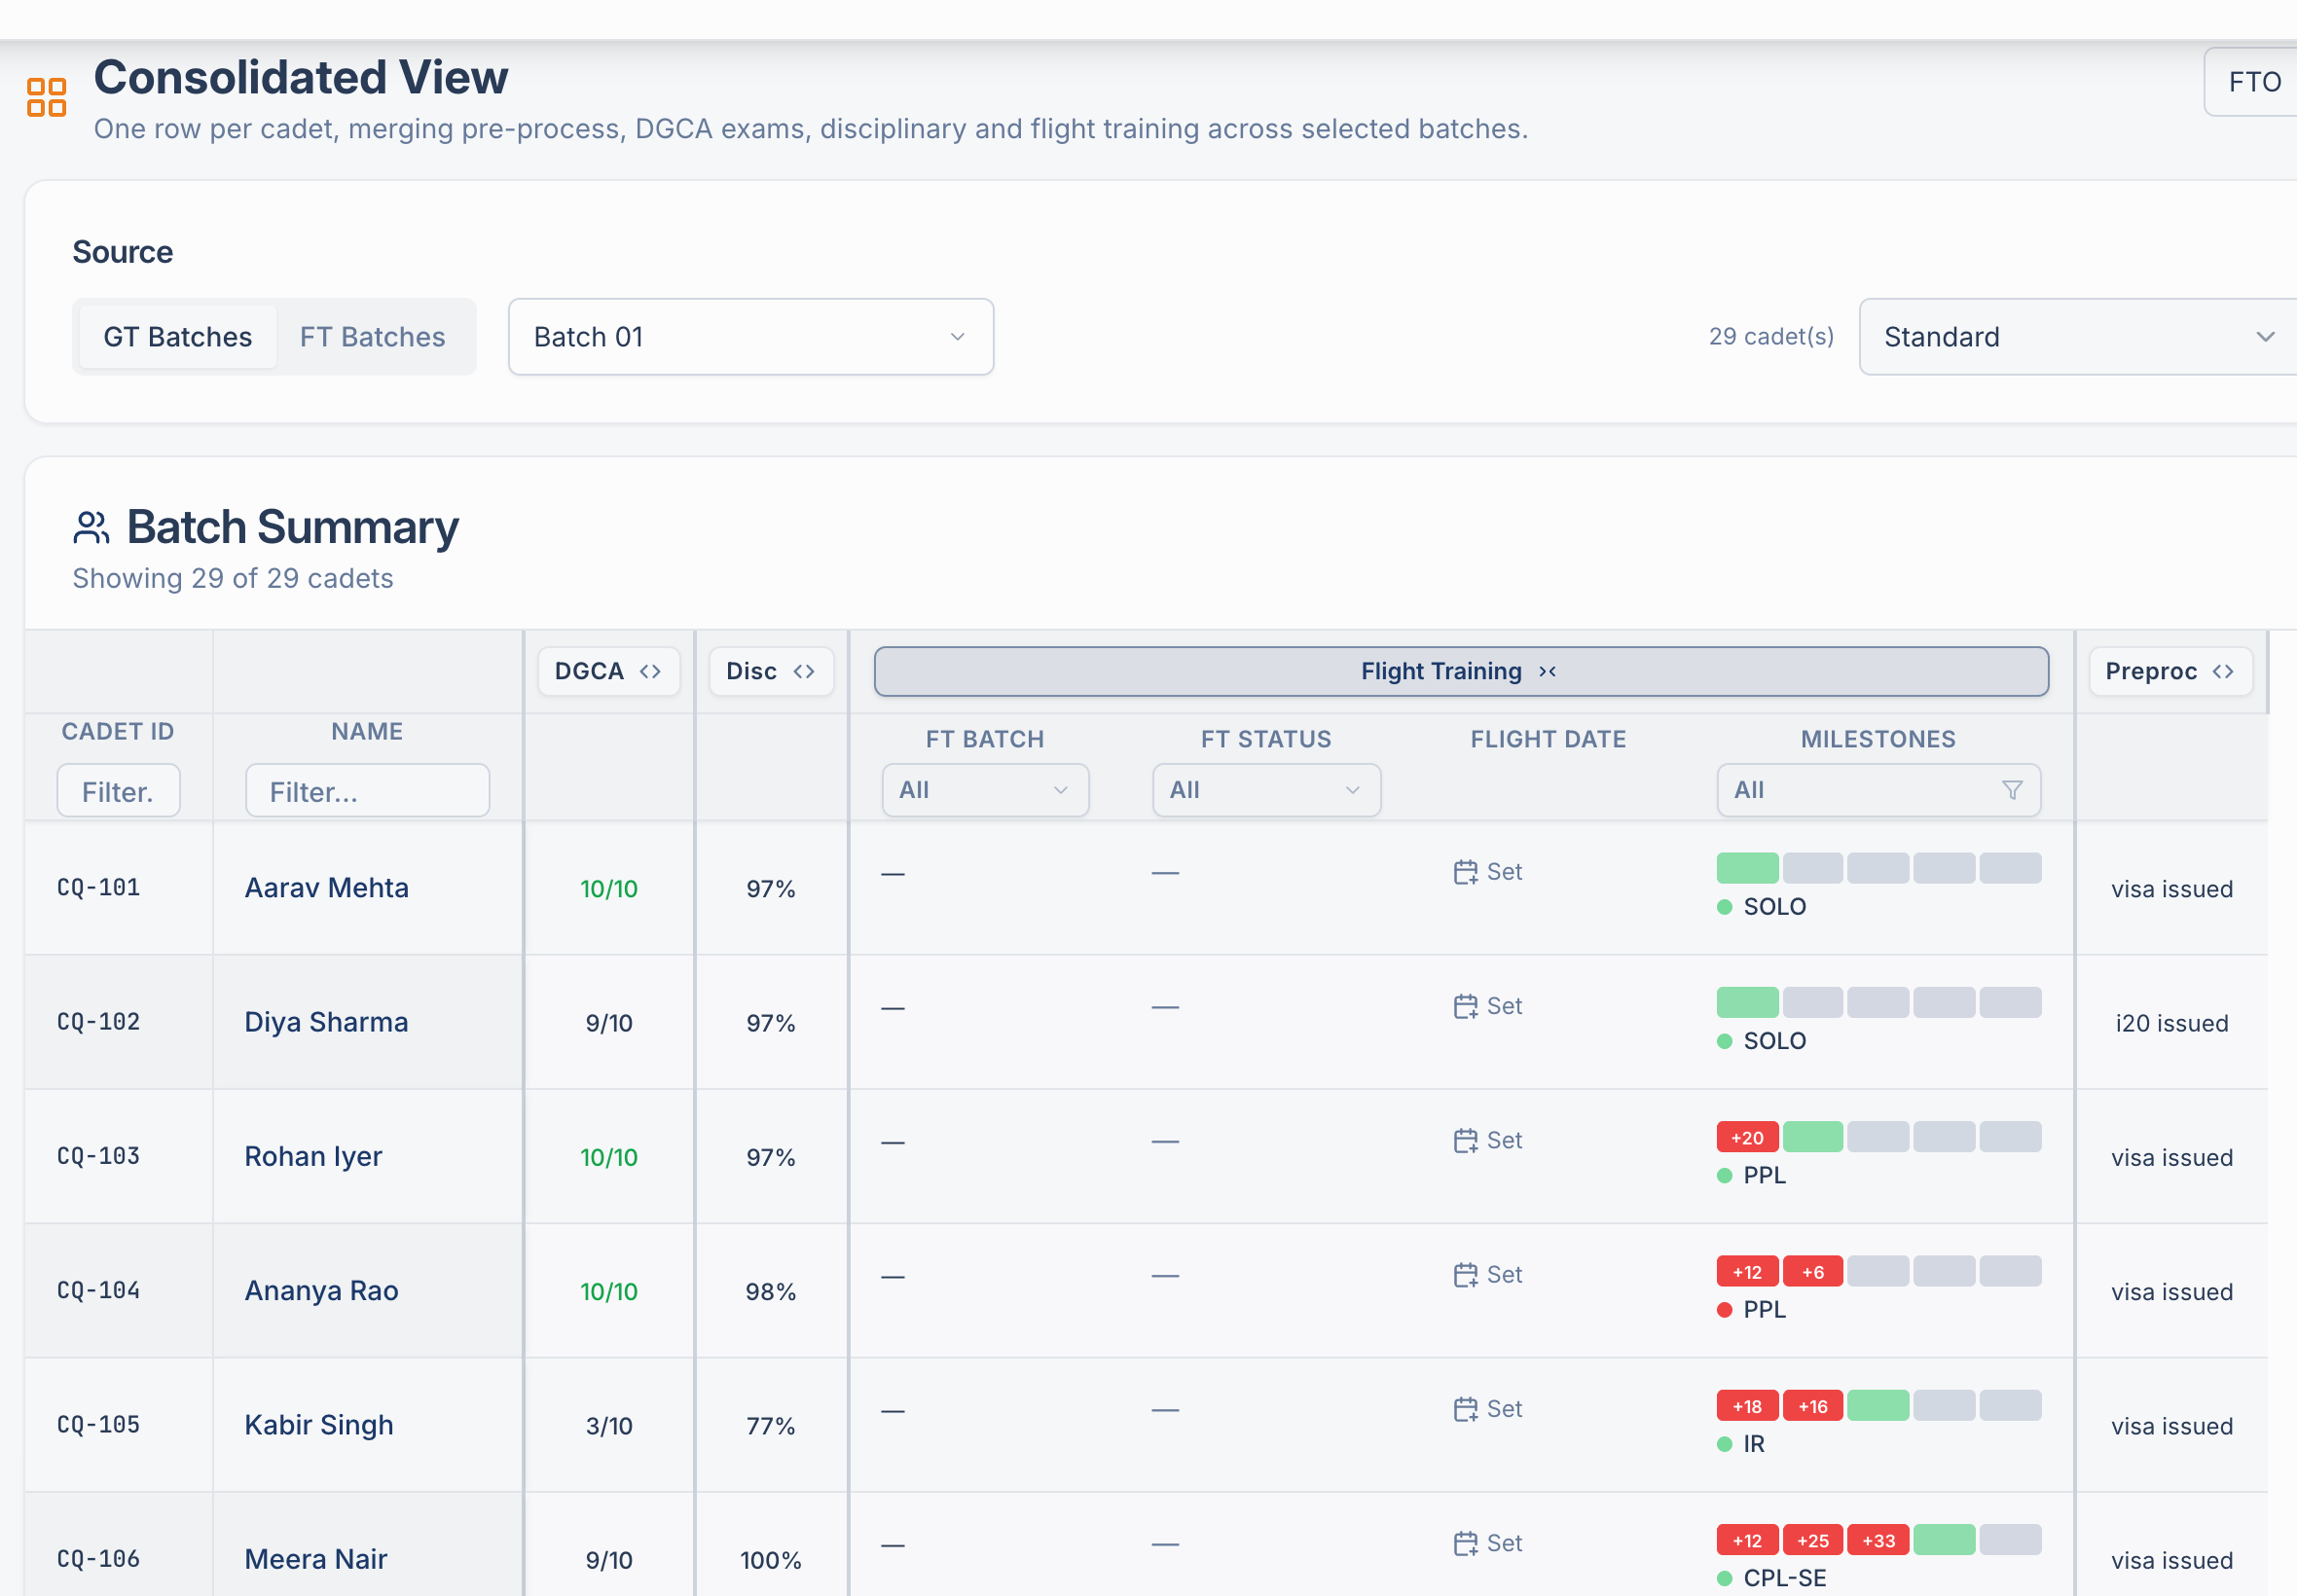 Consolidated View
FTO
One row per cadet, merging pre-process, DGCA exams, disciplinary and flight training across selected batches.
Source
GT Batches FT Batches Batch 01 29 cadet(s) Standard
Batch Summary
Showing 29 of 29 cadets
DGCA Disc Flight Training Preproc
CADET ID NAME FT BATCH FT STATUS FLIGHT DATE MILESTONES
Filter. Filter... All All All
CQ-101 Aarav Mehta 10/10 97% — — Set visa issued
SOLO
CQ-102 Diya Sharma 9/10 97% — — Set i20 issued
SOLO
CQ-103 Rohan Iyer 10/10 97% — — Set +20 visa issued
PPL
CQ-104 Ananya Rao 10/10 98% — — Set +12 +6 visa issued
PPL
CQ-105 Kabir Singh 3/10 77% — — Set +18 +16 visa issued
IR
CQ-106 Meera Nair 9/10 100% — — Set +12 +25 +33 visa issued
CPL-SE